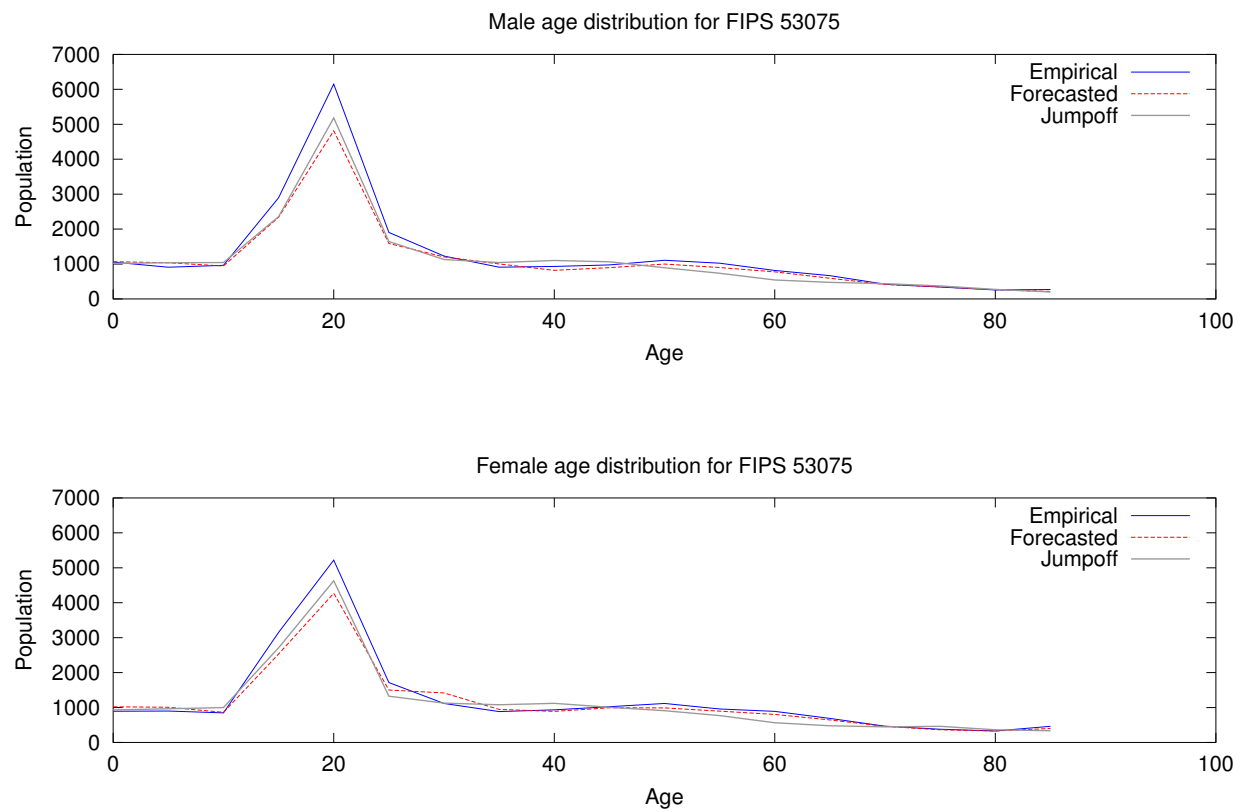 Male age distribution for FIPS 53075
7000
6000
5000
4000
3000
2000
1000
0
Population
Empirical
Forecasted
Jumpoff
0 20 40 60 80 100
Age
Female age distribution for FIPS 53075
7000
6000
5000
4000
3000
2000
1000
0
Population
Empirical
Forecasted
Jumpoff
0 20 40 60 80 100
Age